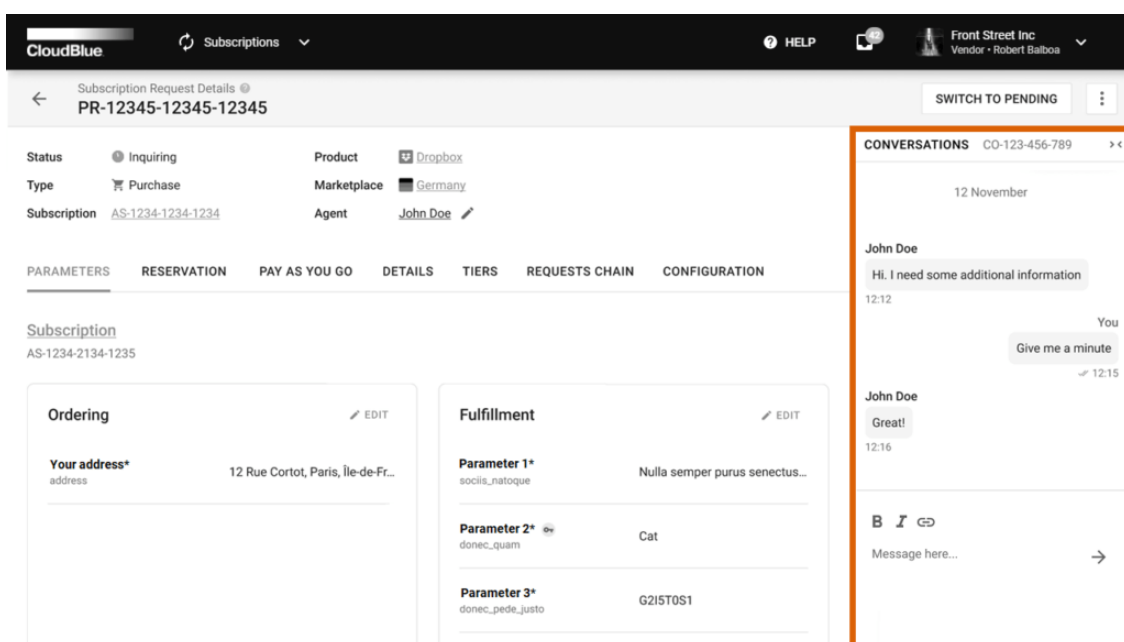 CloudBlue
Subscriptions
HELP
42
Front Street Inc
Vendor • Robert Balboa
Subscription Request Details
PR-12345-12345-12345
SWITCH TO PENDING
Status Inquiring
Product Dropbox
Type Purchase
Marketplace Germany
Subscription AS-1234-1234-1234
Agent John Doe
PARAMETERS RESERVATION PAY AS YOU GO DETAILS TIERS REQUESTS CHAIN CONFIGURATION
Subscription
AS-1234-2134-1235
Ordering EDIT
Your address* 12 Rue Cortot, Paris, Île-de-Fr...
address
Fulfillment EDIT
Parameter 1* Nulla semper purus senectus...
sociis_natoque
Parameter 2* Cat
donec_quam
Parameter 3* G2I5T0S1
donec_pede_justo
CONVERSATIONS CO-123-456-789
12 November
John Doe
Hi. I need some additional information
12:12
You
Give me a minute
12:15
John Doe
Great!
12:16
B I
Message here...